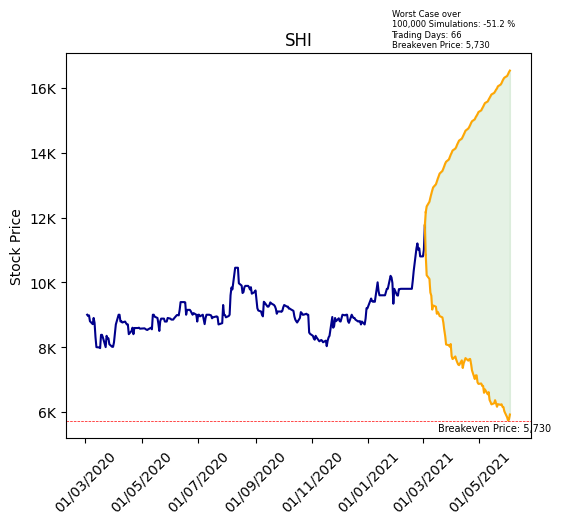 Worst Case over
100,000 Simulations: -51.2 %
Trading Days: 66
Breakeven Price: 5,730
SHI
Stock Price
16K
14K
12K
10K
8K
6K
Breakeven Price: 5,730
01/03/2020
01/05/2020
01/07/2020
01/09/2020
01/11/2020
01/01/2021
01/03/2021
01/05/2021